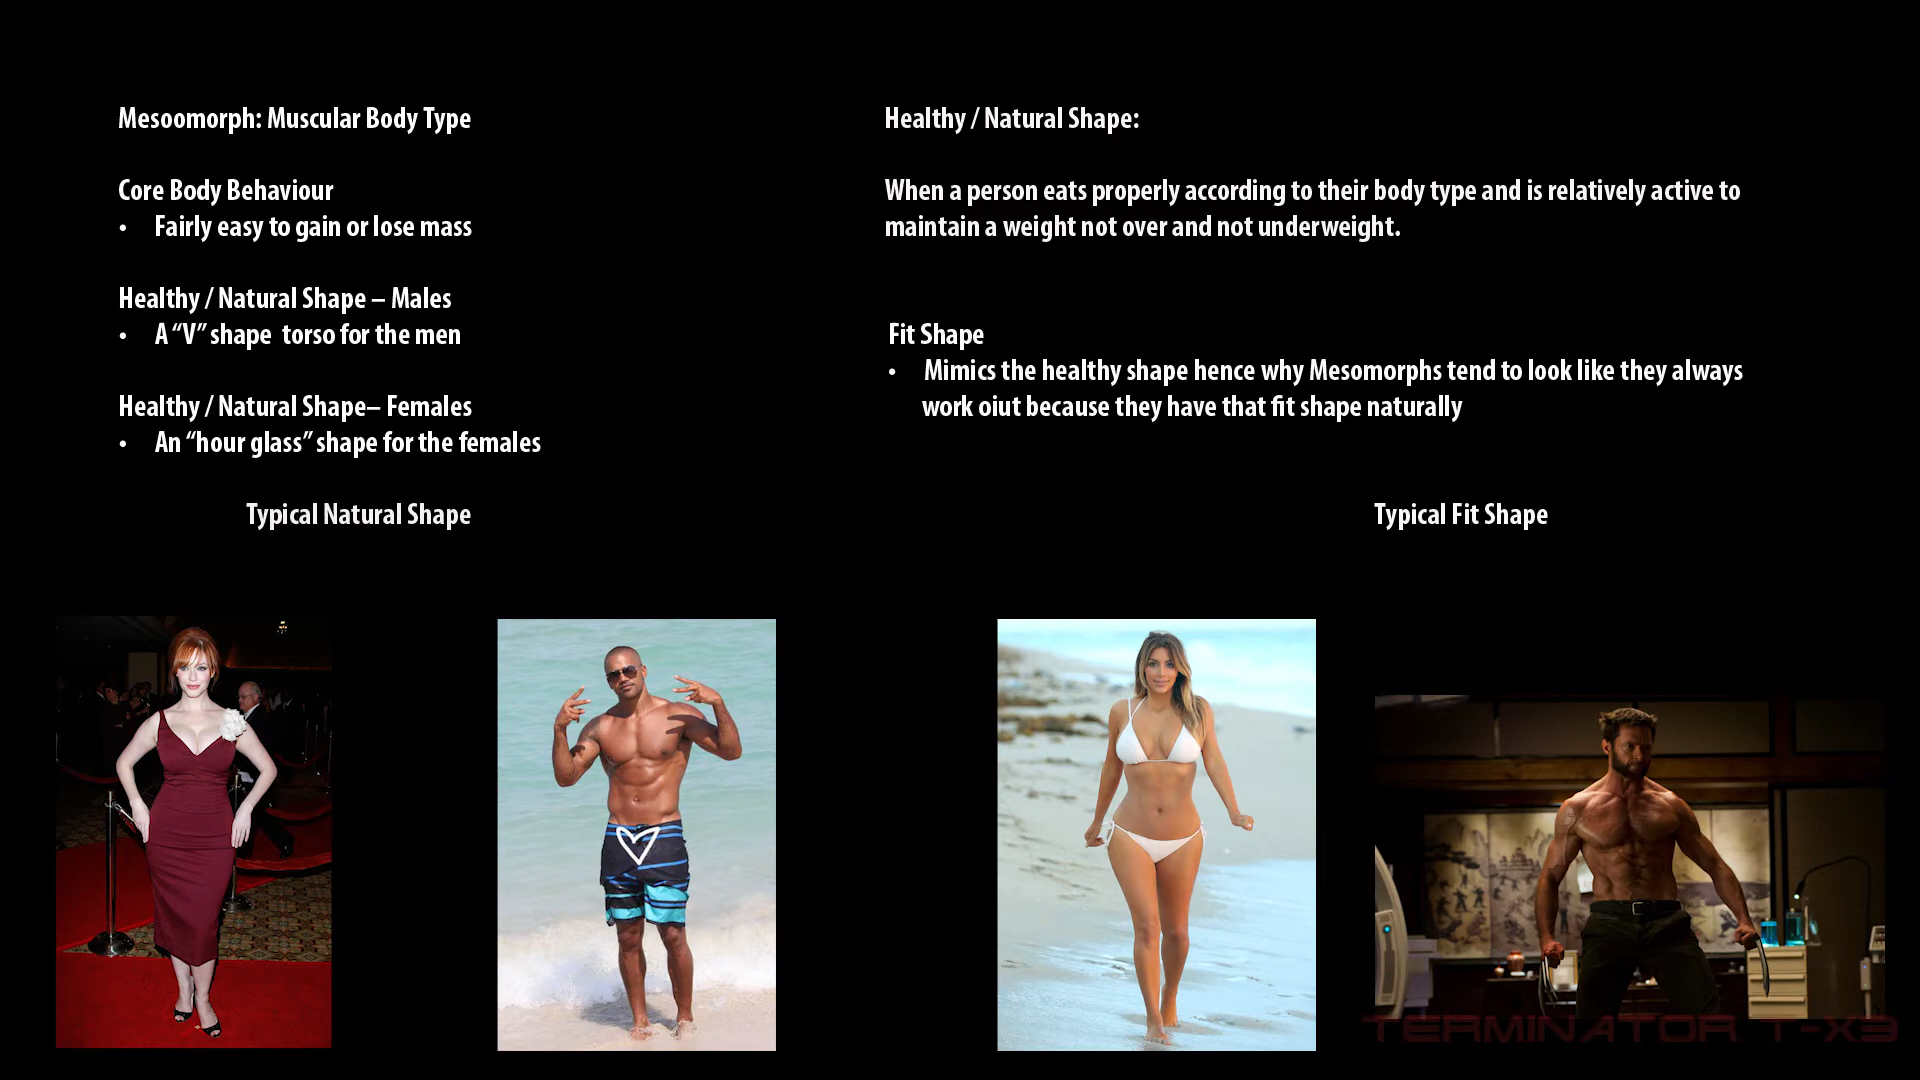 Mesoomorph: Muscular Body Type
Core Body Behaviour
• Fairly easy to gain or lose mass
Healthy / Natural Shape – Males
• A “V” shape  torso for the men
Healthy / Natural Shape– Females
• An “hour glass” shape for the females
Typical Natural Shape
Healthy / Natural Shape:
When a person eats properly according to their body type and is relatively active to
maintain a weight not over and not underweight.
Fit Shape
• Mimics the healthy shape hence why Mesomorphs tend to look like they always
work oiut because they have that fit shape naturally
Typical Fit Shape
TERMINATOR T-X3